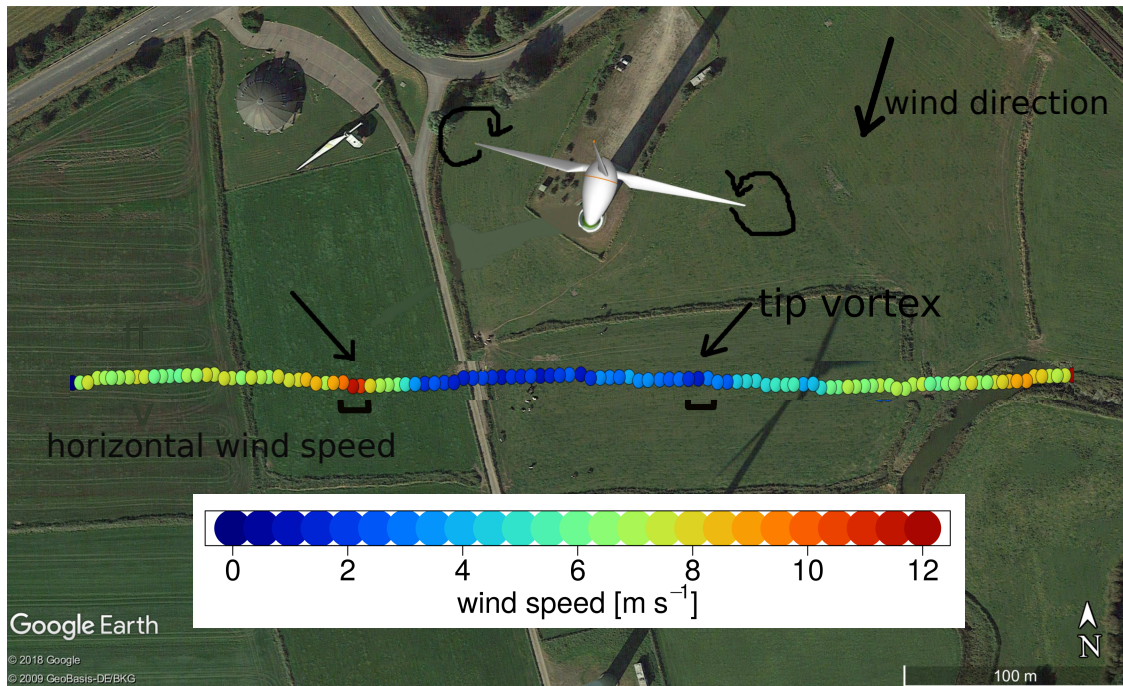 wind direction
tip vortex
ff
v
horizontal wind speed
0 2 4 6 8 10 12
wind speed [m s⁻¹]
Google Earth
© 2018 Google
© 2009 GeoBasis-DE/BKG
N
100 m